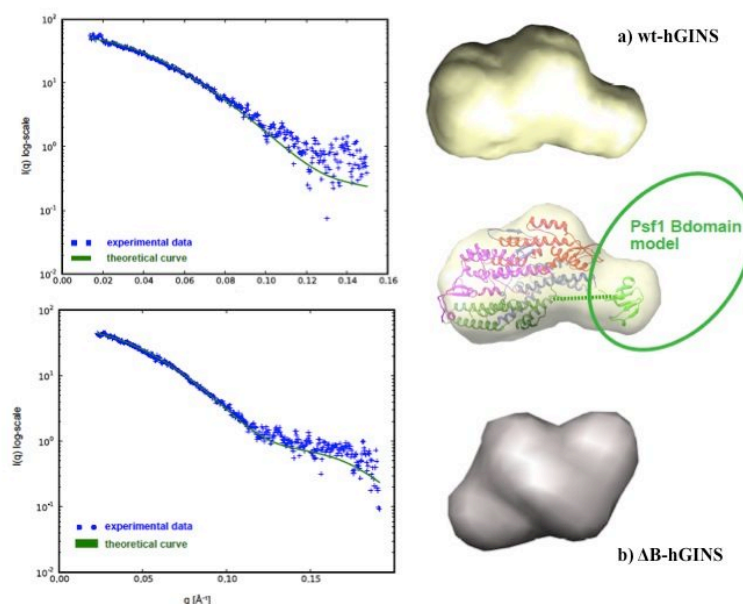 10²
10¹
10⁰
10⁻¹
10⁻²
I(q) log-scale
experimental data
theoretical curve
0.00 0.02 0.04 0.06 0.08 0.10 0.12 0.14 0.16
a) wt-hGINS
Psf1 Bdomain
model
10²
10¹
10⁰
10⁻¹
10⁻²
I(q) log-scale
experimental data
theoretical curve
0.00 0.05 0.10 0.15
q [Å⁻¹]
b) ΔB-hGINS